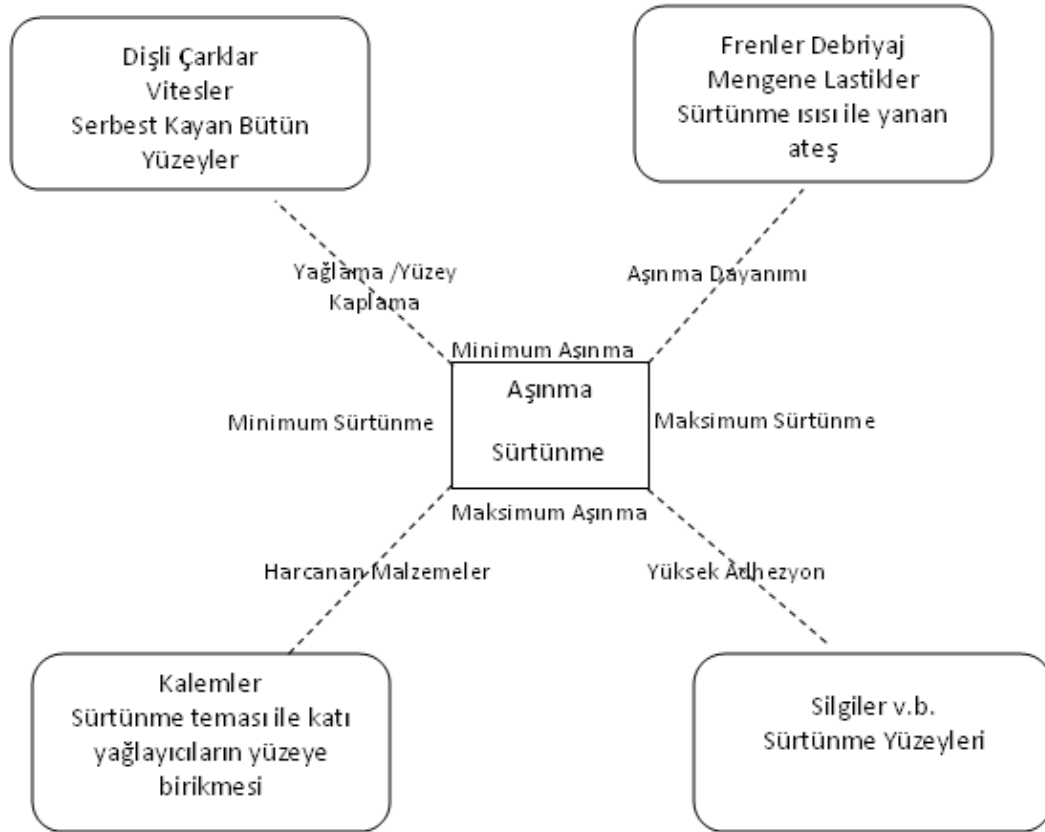 Dişli Çarklar
Vitesler
Serbest Kayan Bütün
Yüzeyler
Frenler Debriyaj
Mengene Lastikler
Sürtünme ısısı ile yanan
ateş
Yağlama /Yüzey
Kaplama
Aşınma Dayanımı
Minimum Aşınma
Aşınma
Minimum Sürtünme
Maksimum Sürtünme
Sürtünme
Maksimum Aşınma
Harcanan Malzemeler
Yüksek Adhezyon
Kalemler
Sürtünme teması ile katı
yağlayıcıların yüzeye
birikmesi
Silgiler v.b.
Sürtünme Yüzeyleri